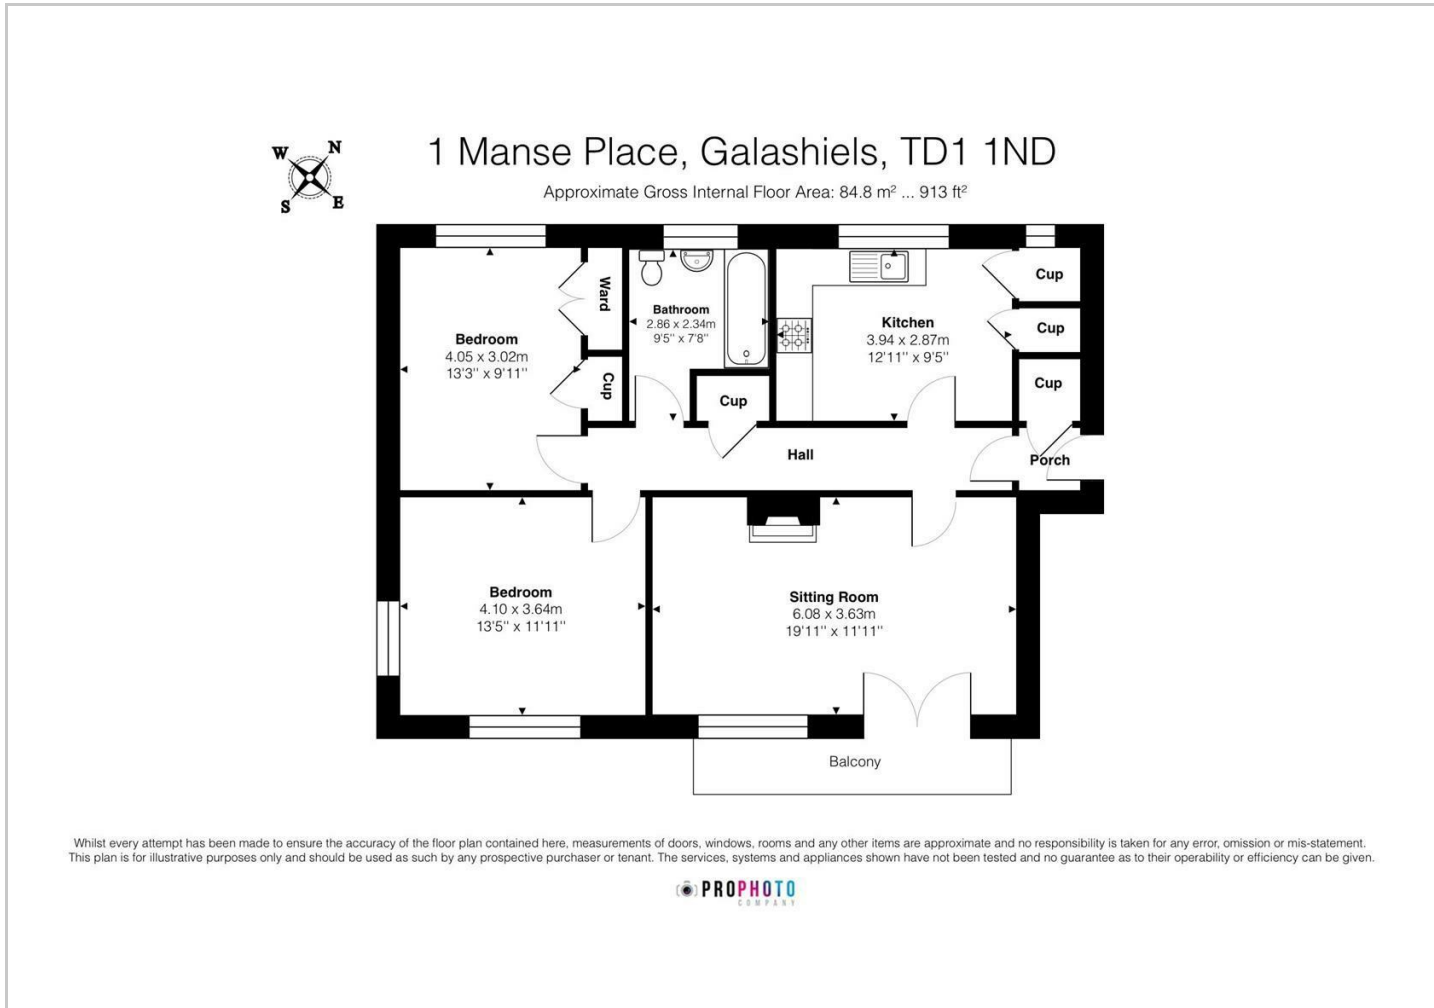 1 Manse Place, Galashiels, TD1 1ND
Approximate Gross Internal Floor Area: 84.8 m² ... 913 ft²
W
N
S
E
Bedroom
4.05 x 3.02m
13'3'' x 9'11''
Ward
Cup
Bathroom
2.86 x 2.34m
9'5'' x 7'8''
Cup
Kitchen
3.94 x 2.87m
12'11'' x 9'5''
Cup
Cup
Cup
Hall
Porch
Bedroom
4.10 x 3.64m
13'5'' x 11'11''
Sitting Room
6.08 x 3.63m
19'11'' x 11'11''
Balcony
Whilst every attempt has been made to ensure the accuracy of the floor plan contained here, measurements of doors, windows, rooms and any other items are approximate and no responsibility is taken for any error, omission or mis-statement.
This plan is for illustrative purposes only and should be used as such by any prospective purchaser or tenant. The services, systems and appliances shown have not been tested and no guarantee as to their operability or efficiency can be given.
PROPHOTO
COMPANY